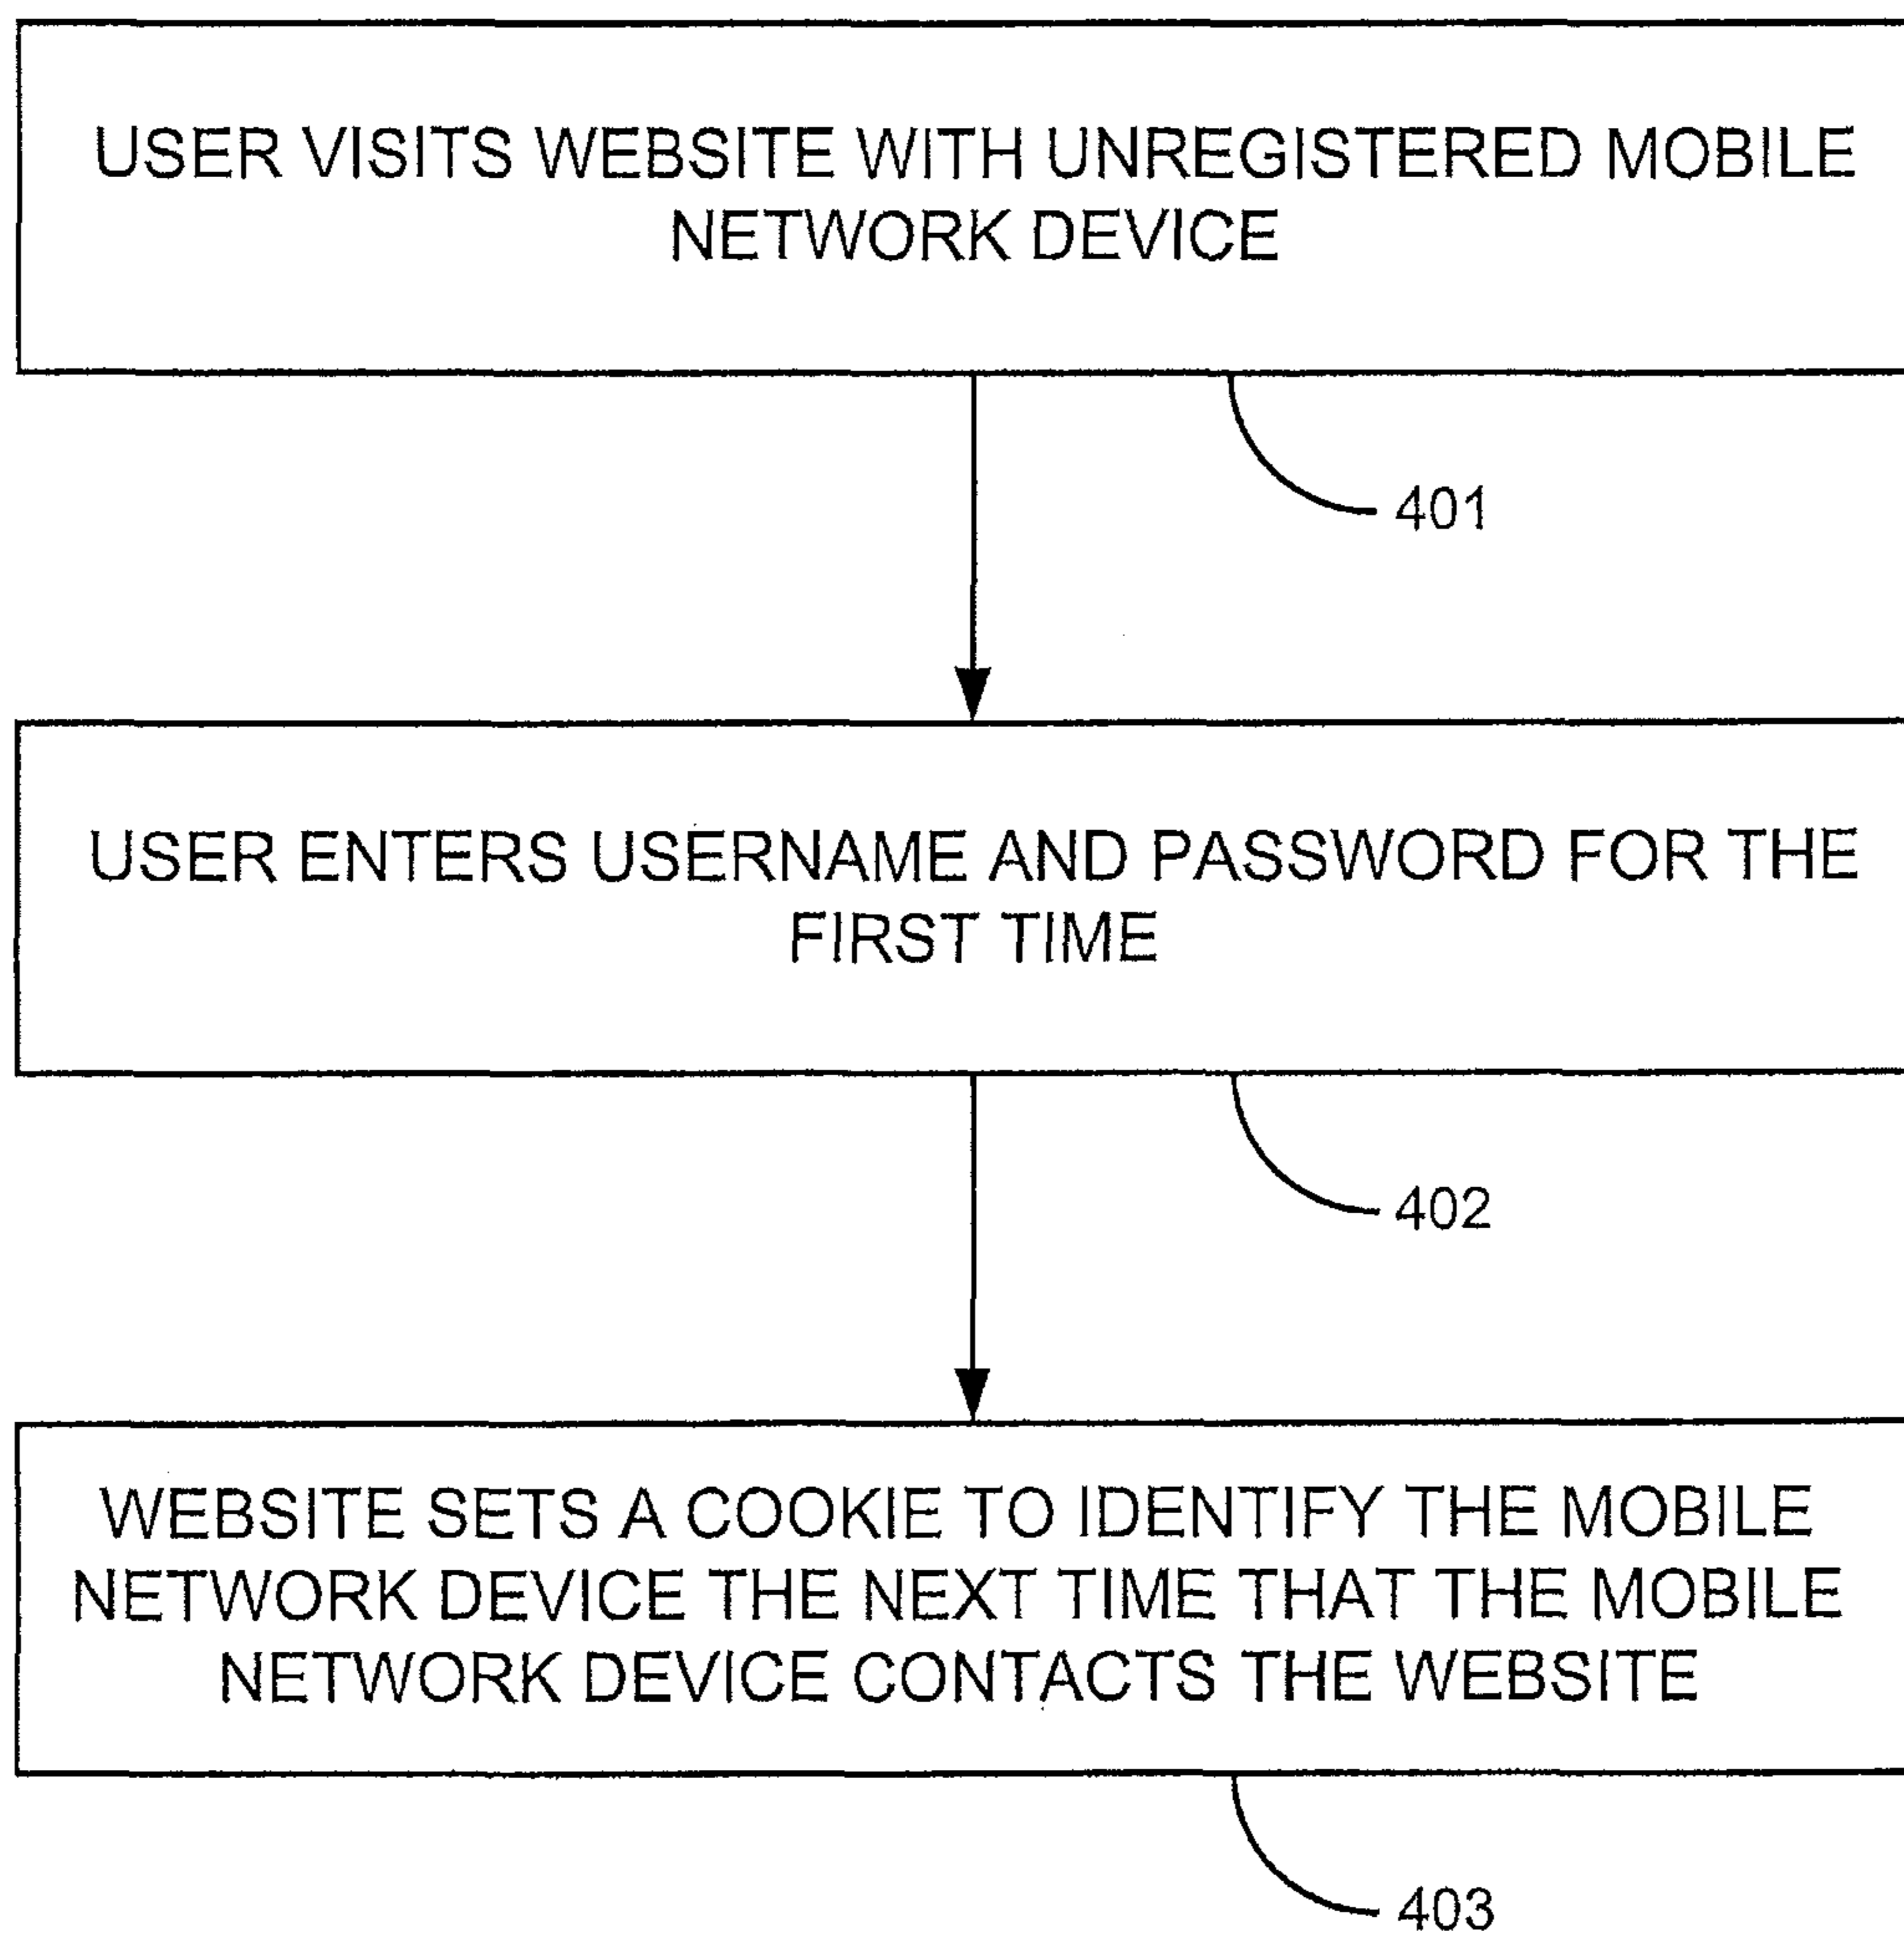 USER VISITS WEBSITE WITH UNREGISTERED MOBILE
NETWORK DEVICE
401
USER ENTERS USERNAME AND PASSWORD FOR THE
FIRST TIME
402
WEBSITE SETS A COOKIE TO IDENTIFY THE MOBILE
NETWORK DEVICE THE NEXT TIME THAT THE MOBILE
NETWORK DEVICE CONTACTS THE WEBSITE
403